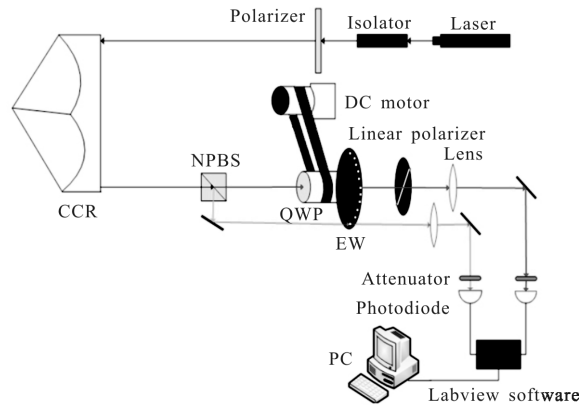 Polarizer
Isolator
Laser
DC motor
Linear polarizer
Lens
NPBS
CCR
QWP
EW
Attenuator
Photodiode
PC
Labview software